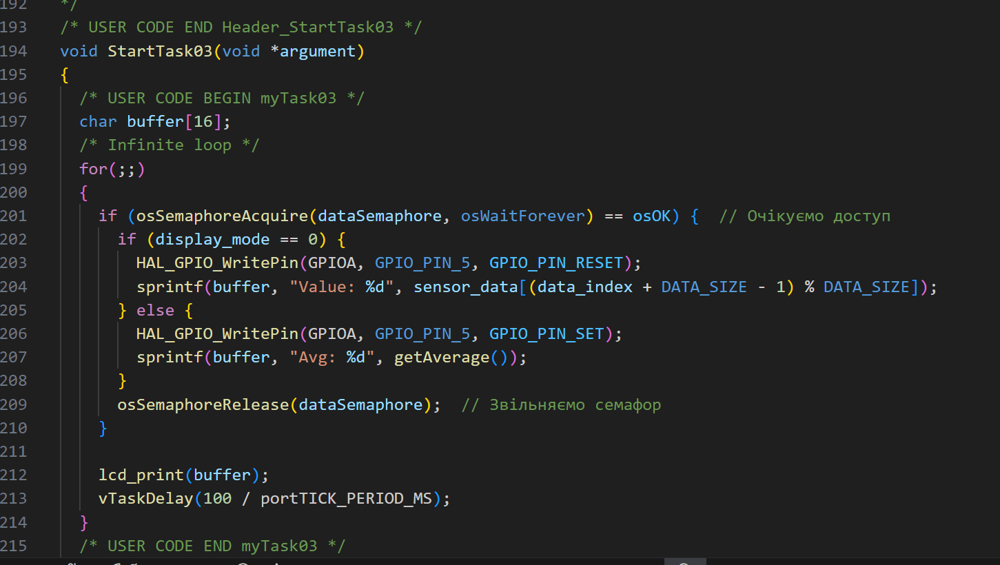 192 */
193 /* USER CODE END Header_StartTask03 */
194 void StartTask03(void *argument)
195 {
196 /* USER CODE BEGIN myTask03 */
197 char buffer[16];
198 /* Infinite loop */
199 for(;;)
200 {
201 if (osSemaphoreAcquire(dataSemaphore, osWaitForever) == osOK) { // Очікуємо доступ
202 if (display_mode == 0) {
203 HAL_GPIO_WritePin(GPIOA, GPIO_PIN_5, GPIO_PIN_RESET);
204 sprintf(buffer, "Value: %d", sensor_data[(data_index + DATA_SIZE - 1) % DATA_SIZE]);
205 } else {
206 HAL_GPIO_WritePin(GPIOA, GPIO_PIN_5, GPIO_PIN_SET);
207 sprintf(buffer, "Avg: %d", getAverage());
208 }
209 osSemaphoreRelease(dataSemaphore); // Звільняємо семафор
210 }
211
212 lcd_print(buffer);
213 vTaskDelay(100 / portTICK_PERIOD_MS);
214 }
215 /* USER CODE END myTask03 */